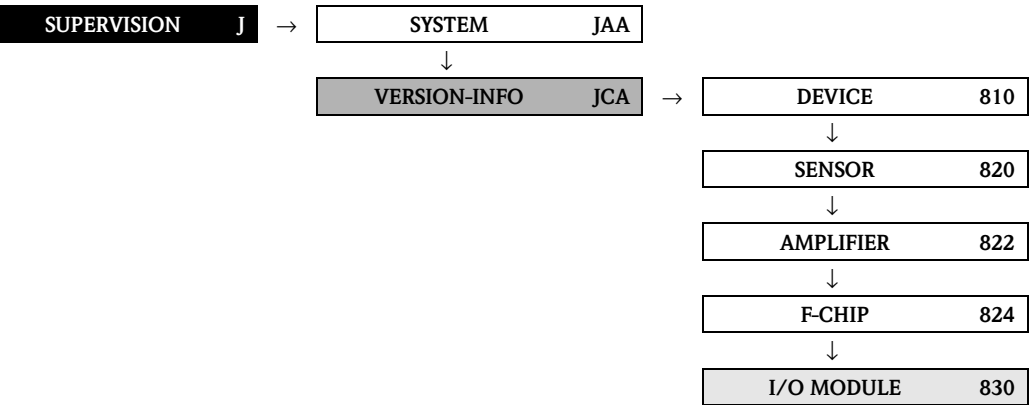 SUPERVISION J → SYSTEM JAA
↓
VERSION-INFO JCA → DEVICE 810
↓
SENSOR 820
↓
AMPLIFIER 822
↓
F-CHIP 824
↓
I/O MODULE 830